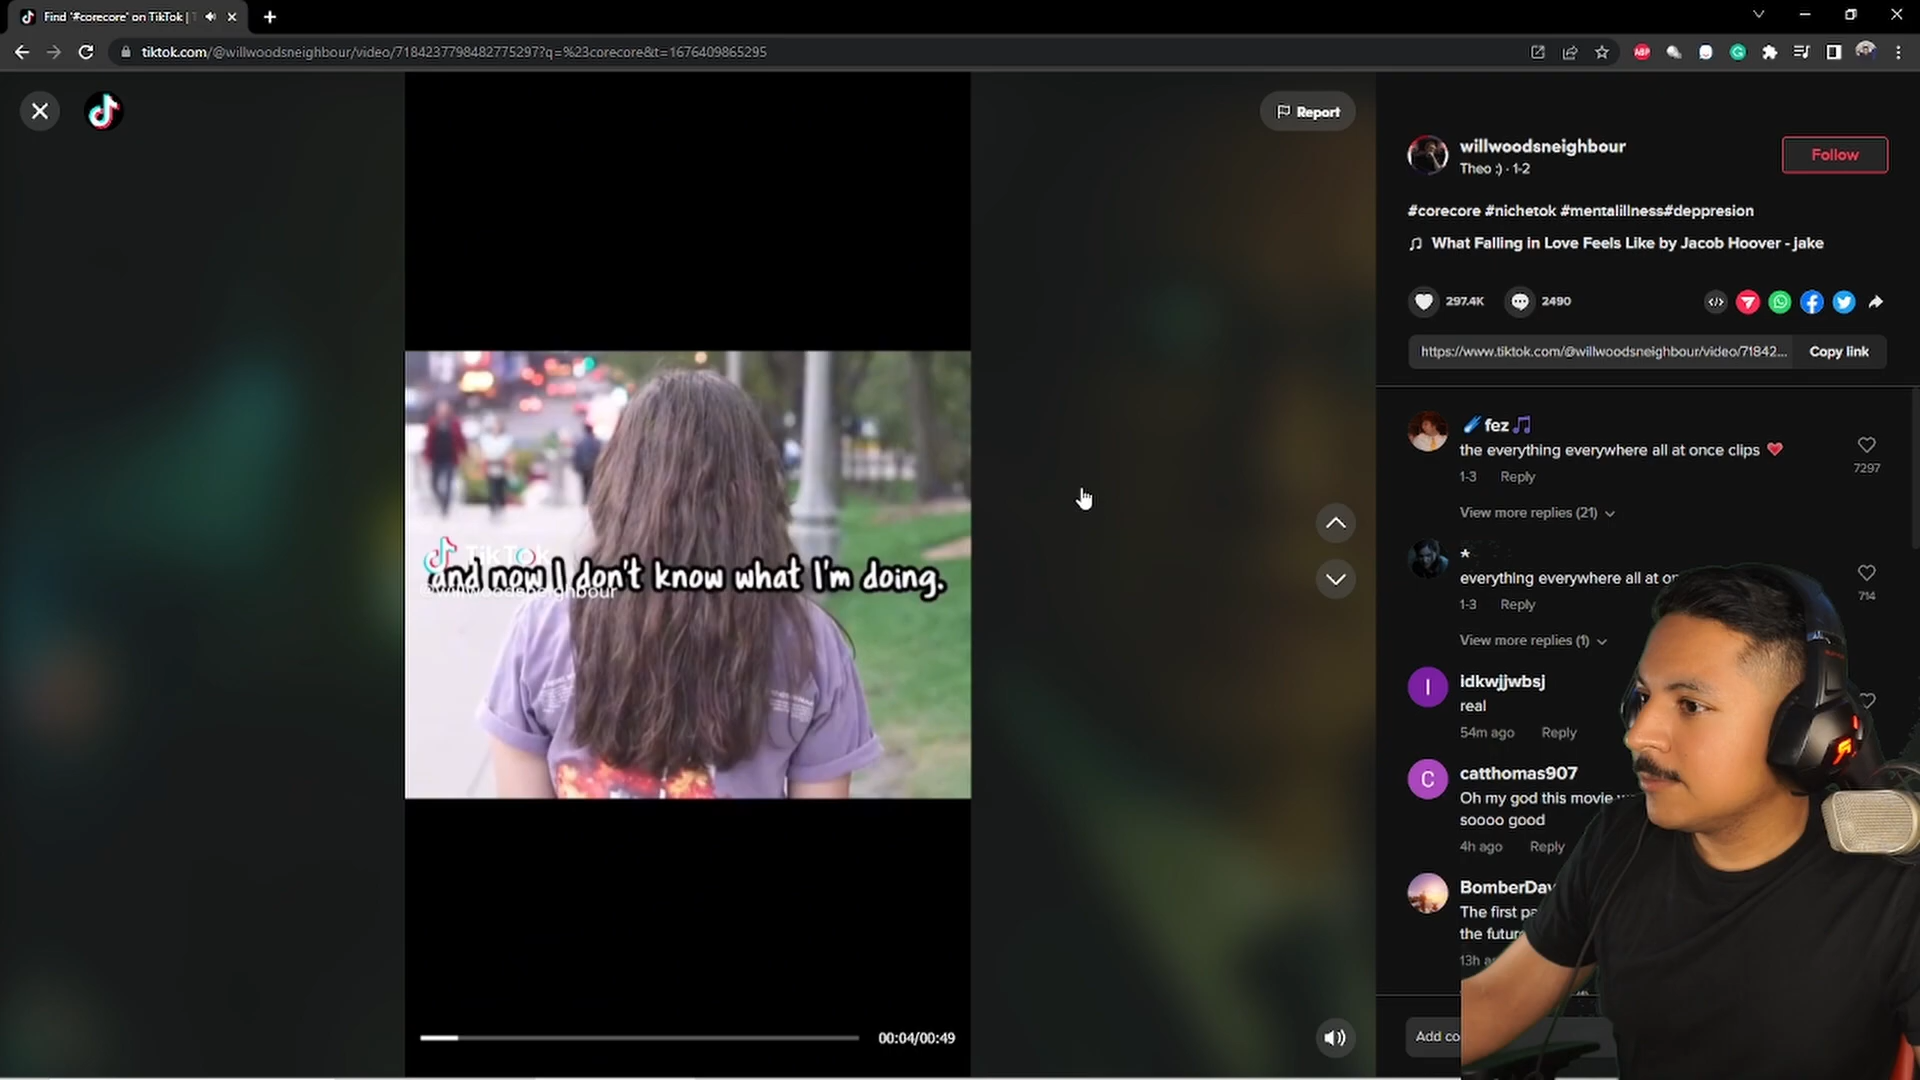 Find '#corecore' on TikTok |
tiktok.com/@willwoodsneighbour/video/7184237798482775297?q=%23corecore&t=1676409865295
ABP
Report
willwoodsneighbour
Theo :) · 1-2
Follow
#corecore #nichetok #mentalillness#deppresion
What Falling in Love Feels Like by Jacob Hoover - jake
297.4K
2490
https://www.tiktok.com/@willwoodsneighbour/video/71842...
Copy link
TikTok
and now I don't know what I'm doing.
@willwoodsneighbour
00:04/00:49
fez
the everything everywhere all at once clips
7297
1-3 Reply
View more replies (21)
*
everything everywhere all at
714
1-3 Reply
View more replies (1)
I
idkwjjwbsj
real
54m ago Reply
C
catthomas907
Oh my god this movie
soooo good
4h ago Reply
BomberDav
The first
the
13h
Add